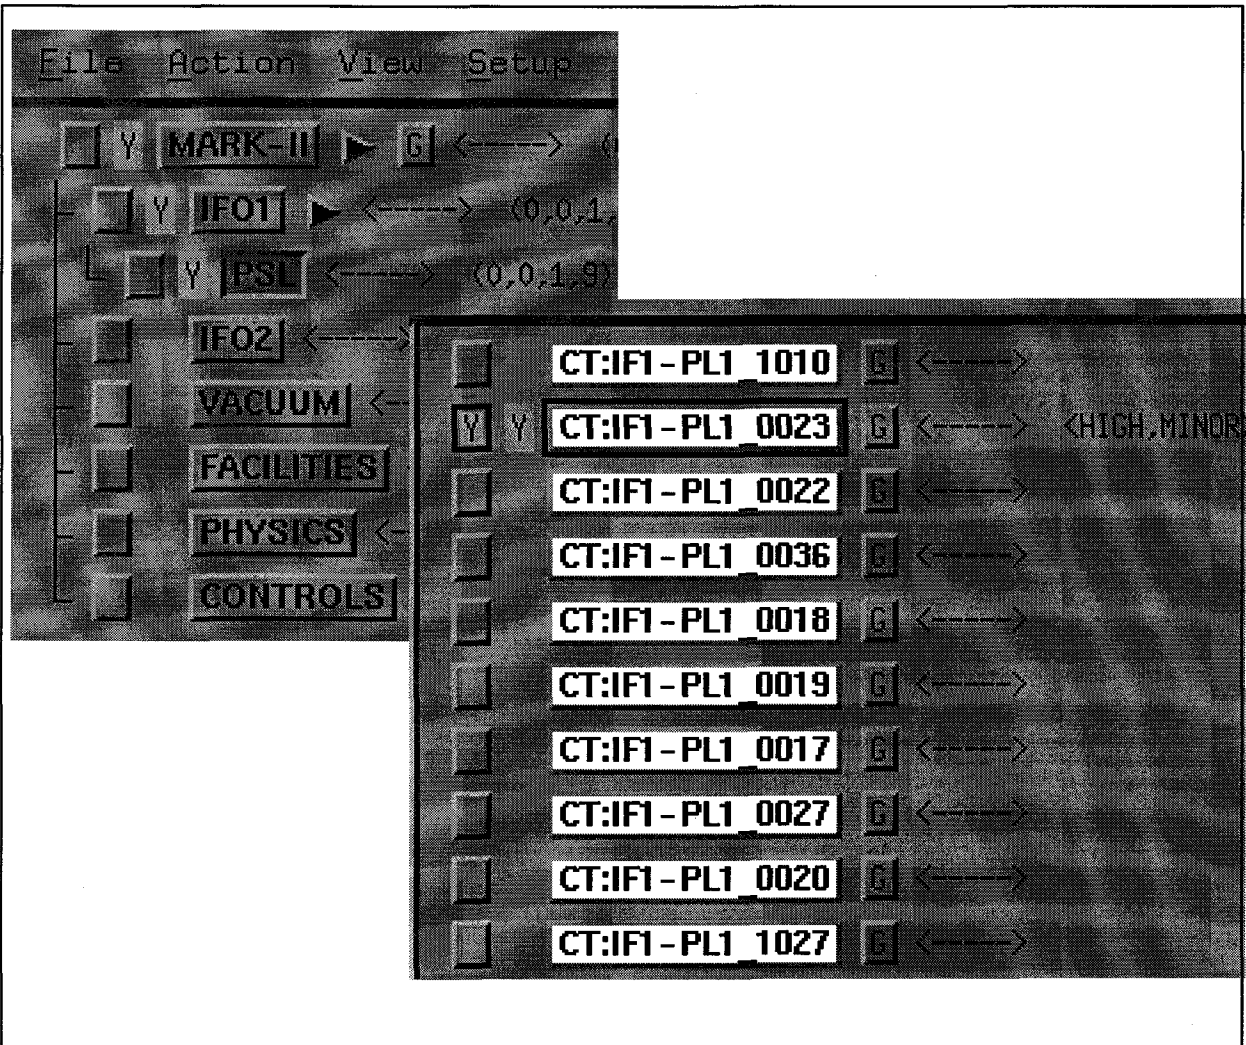 File Action View Setup
Y MARK-II G <-----> (
Y IFO1 <-----> (0,0,1,
Y PSL <-----> (0,0,1,9)
IFO2 <----->
VACUUM <-
FACILITIES
PHYSICS <-
CONTROLS
CT:IF1-PL1_1010 G <----->
Y Y CT:IF1-PL1_0023 G <-----> <HIGH,MINOR>
CT:IF1-PL1_0022 G <----->
CT:IF1-PL1_0036 G <----->
CT:IF1-PL1_0018 G <----->
CT:IF1-PL1_0019 G <----->
CT:IF1-PL1_0017 G <----->
CT:IF1-PL1_0027 G <----->
CT:IF1-PL1_0020 G <----->
CT:IF1-PL1_1027 G <----->